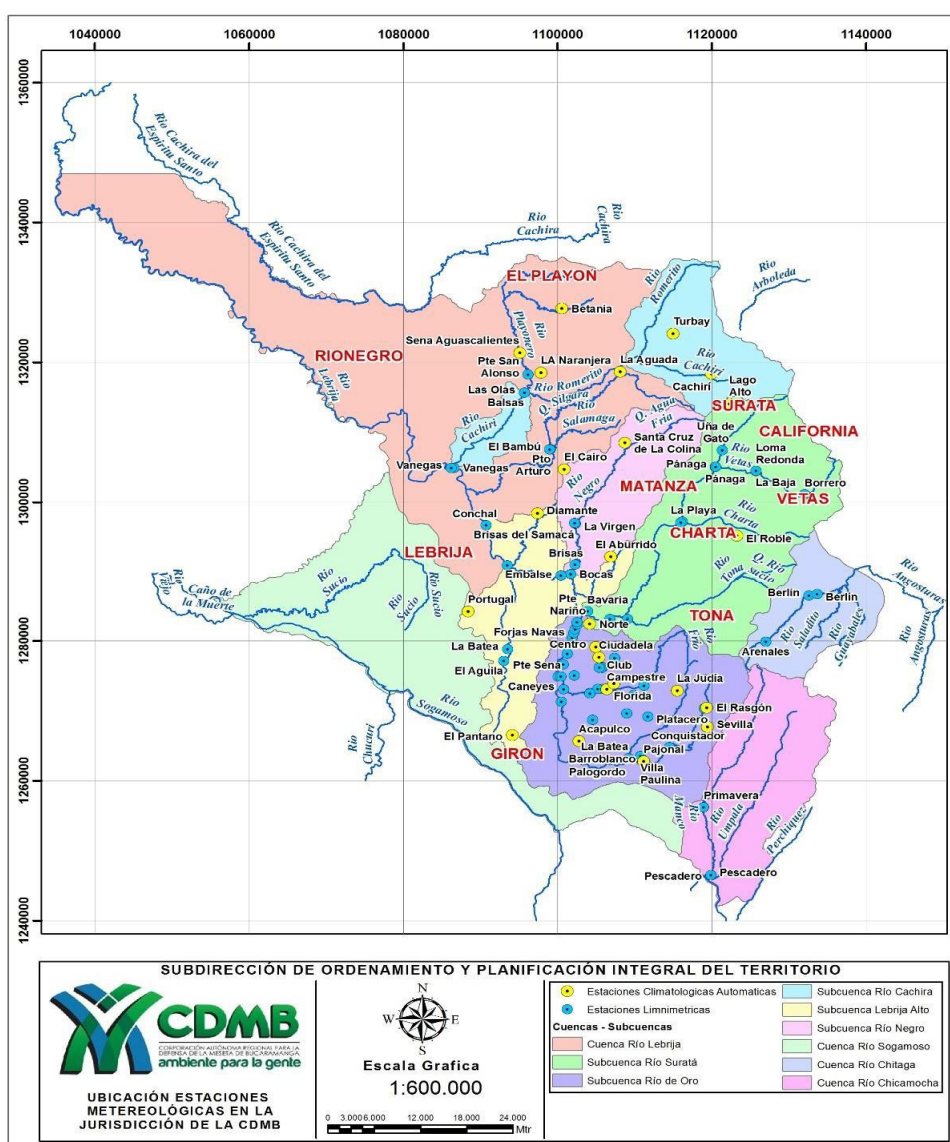 1040000
1060000
1080000
1100000
1120000
1140000
1360000
1340000
1320000
1300000
1280000
1260000
1240000
Rio Cachira del
Espiritu Santo
Rio Cachira del
Espiritu Santo
Rio
Cachira
Rio
Cachira
Rio
Arboleda
EL PLAYON
Rio
Romerito
Betania
Turbay
Rio
Playonero
Sena Aguascalientes
RIONEGRO
Pte San
Alonso
LA Naranjera
La Aguada
Rio
Cachiri
Cachirí
Lago
Alto
Rio
Lebrija
Las Olas
Balsas
Rio Romerito
Q. Silgara
Rio
Salamaga
SURATA
Q. Agua
Fria
Uña de
Gato
CALIFORNIA
Rio
Cachiri
El Bambú
Pto
Arturo
El Cairo
Santa Cruz
de La Colina
Rio
Vetas
Loma
Redonda
Vanegas
Vanegas
Pánaga
Pánaga
La Baja
Borrero
MATANZA
VETAS
Rio
Negro
Conchal
Diamante
La Playa
Brisas del Samacá
La Virgen
Rio
Charta
CHARTA
El Roble
LEBRIJA
El Aburrido
Brisas
Embalse
Bocas
Rio
Tona
Q. Rio
sucio
Rio
Viejo
Caño de
la Muerte
Rio
Sucio
Rio Sucio
Rio
Sucio
Portugal
Pte
Nariño
Bavaria
Norte
TONA
Berlín
Berlín
Rio
Angosturas
Rio
Angosturas
Arenales
Rio
Saladito
Rio
Guayabales
Forjas Navas
La Batea
Centro
Ciudadela
Rio
Frio
Rio
El Aguila
Pte Sena
Club
Campestre
La Judía
Caneyes
Florida
Rio
Sogamoso
El Rasgón
Sevilla
Rio
Chucuri
El Pantano
Acapulco
Platacero
Conquistador
GIRON
La Batea
Barroblanco
Pajonal
Palogordo
Villa
Paulina
Primavera
Rio
Manco
Rio
Umpala
Rio
Perchiquez
Pescadero
Pescadero
SUBDIRECCIÓN DE ORDENAMIENTO Y PLANIFICACIÓN INTEGRAL DEL TERRITORIO
CDMB
CORPORACIÓN AUTÓNOMA REGIONAL PARA LA
DEFENSA DE LA MESETA DE BUCARAMANGA
ambiente para la gente
UBICACIÓN ESTACIONES
METEREOLÓGICAS EN LA
JURISDICCIÓN DE LA CDMB
N
W E
S
Escala Grafica
1:600.000
0 3.000 6.000 12.000 18.000 24.000
Mtr
Estaciones Climatologicas Automaticas
Estaciones Limnimetricas
Cuencas - Subcuencas
Cuenca Río Lebrija
Subcuenca Río Suratá
Subcuenca Río de Oro
Subcuenca Río Cachira
Subcuenca Lebrija Alto
Subcuenca Río Negro
Cuenca Río Sogamoso
Cuenca Río Chitaga
Cuenca Río Chicamocha